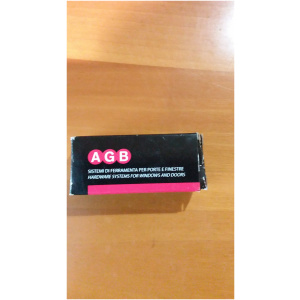 AGB
SISTEMI DI FERRAMENTA PER PORTE E FINESTRE
HARDWARE SYSTEMS FOR WINDOWS AND DOORS